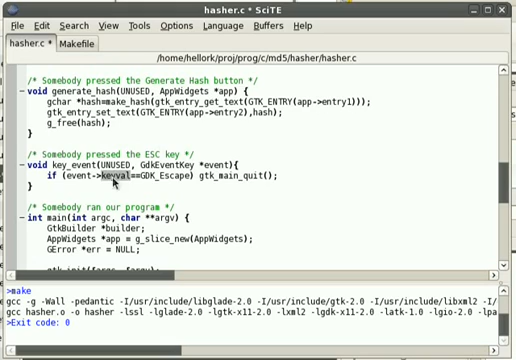 hasher.c * SciTE
File Edit Search View Tools Options Language Buffers Help
hasher.c * Makefile
/home/hellork/proj/prog/c/md5/hasher/hasher.c
/* Somebody pressed the Generate Hash button */
void generate_hash(UNUSED, AppWidgets *app) {
gchar *hash=make_hash(gtk_entry_get_text(GTK_ENTRY(app->entry1)));
gtk_entry_set_text(GTK_ENTRY(app->entry2),hash);
g_free(hash);
}
/* Somebody pressed the ESC key */
void key_event(UNUSED, GdkEventKey *event){
if (event->keyval==GDK_Escape) gtk_main_quit();
}
/* Somebody ran our program */
int main(int argc, char **argv) {
GtkBuilder *builder;
AppWidgets *app = g_slice_new(AppWidgets);
GError *err = NULL;
>make
gcc -g -Wall -pedantic -I/usr/include/libglade-2.0 -I/usr/include/gtk-2.0 -I/usr/include/libxml2 -I/
gcc hasher.o -o hasher -lssl -lglade-2.0 -lgtk-x11-2.0 -lxml2 -lgdk-x11-2.0 -latk-1.0 -lgio-2.0 -lpa
>Exit code: 0